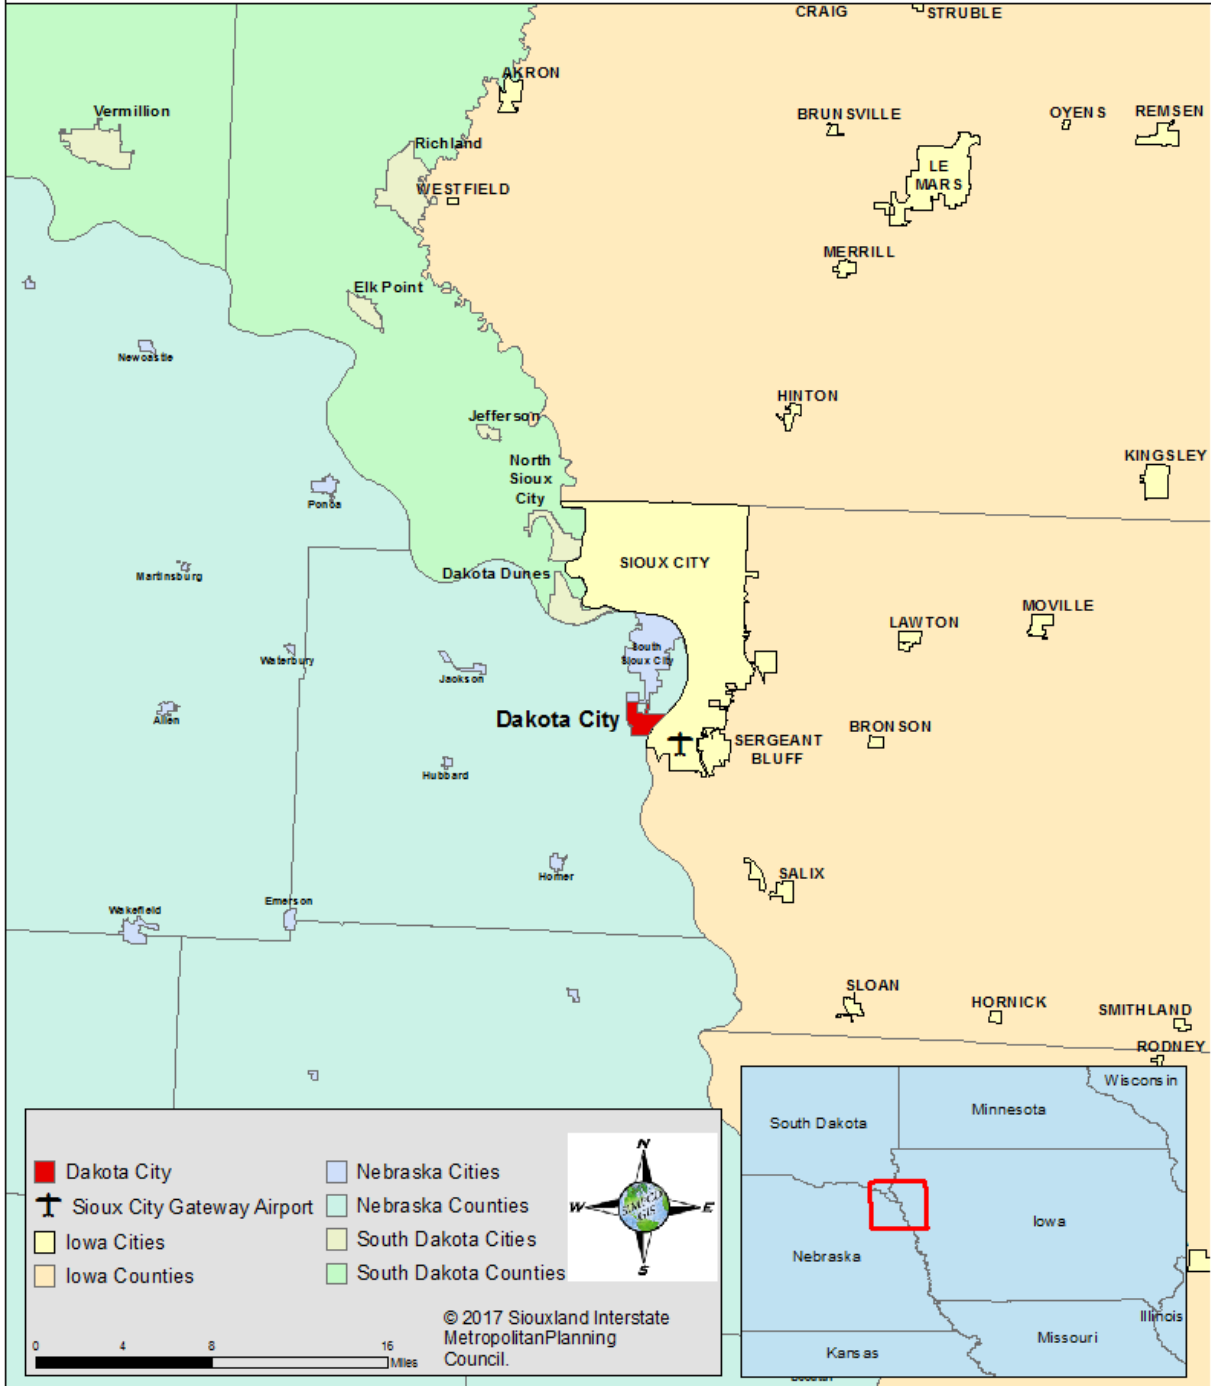 CRAIG
STRUBLE
AKRON
Vermillion
BRUNSVILLE
OYENS
REMSEN
Richland
LE
MARS
WESTFIELD
MERRILL
Elk Point
Newcastle
HINTON
Jefferson
KINGSLEY
North
Sioux
City
Ponca
SIOUX CITY
Martinsburg
Dakota Dunes
MOVILLE
LAWTON
South
Sioux City
Waterbury
Jackson
Allen
Dakota City
BRONSON
SERGEANT
BLUFF
Hubbard
Homer
SALIX
Emerson
Wakefield
SLOAN
HORNICK
SMITHLAND
RODNEY
Dakota City
Sioux City Gateway Airport
Iowa Cities
Iowa Counties
Nebraska Cities
Nebraska Counties
South Dakota Cities
South Dakota Counties
N
W
E
SIMPCO
GIS
S
0 4 8 16
Miles
© 2017 Siouxland Interstate
MetropolitanPlanning
Council.
Wisconsin
Minnesota
South Dakota
Iowa
Nebraska
Illinois
Missouri
Kansas